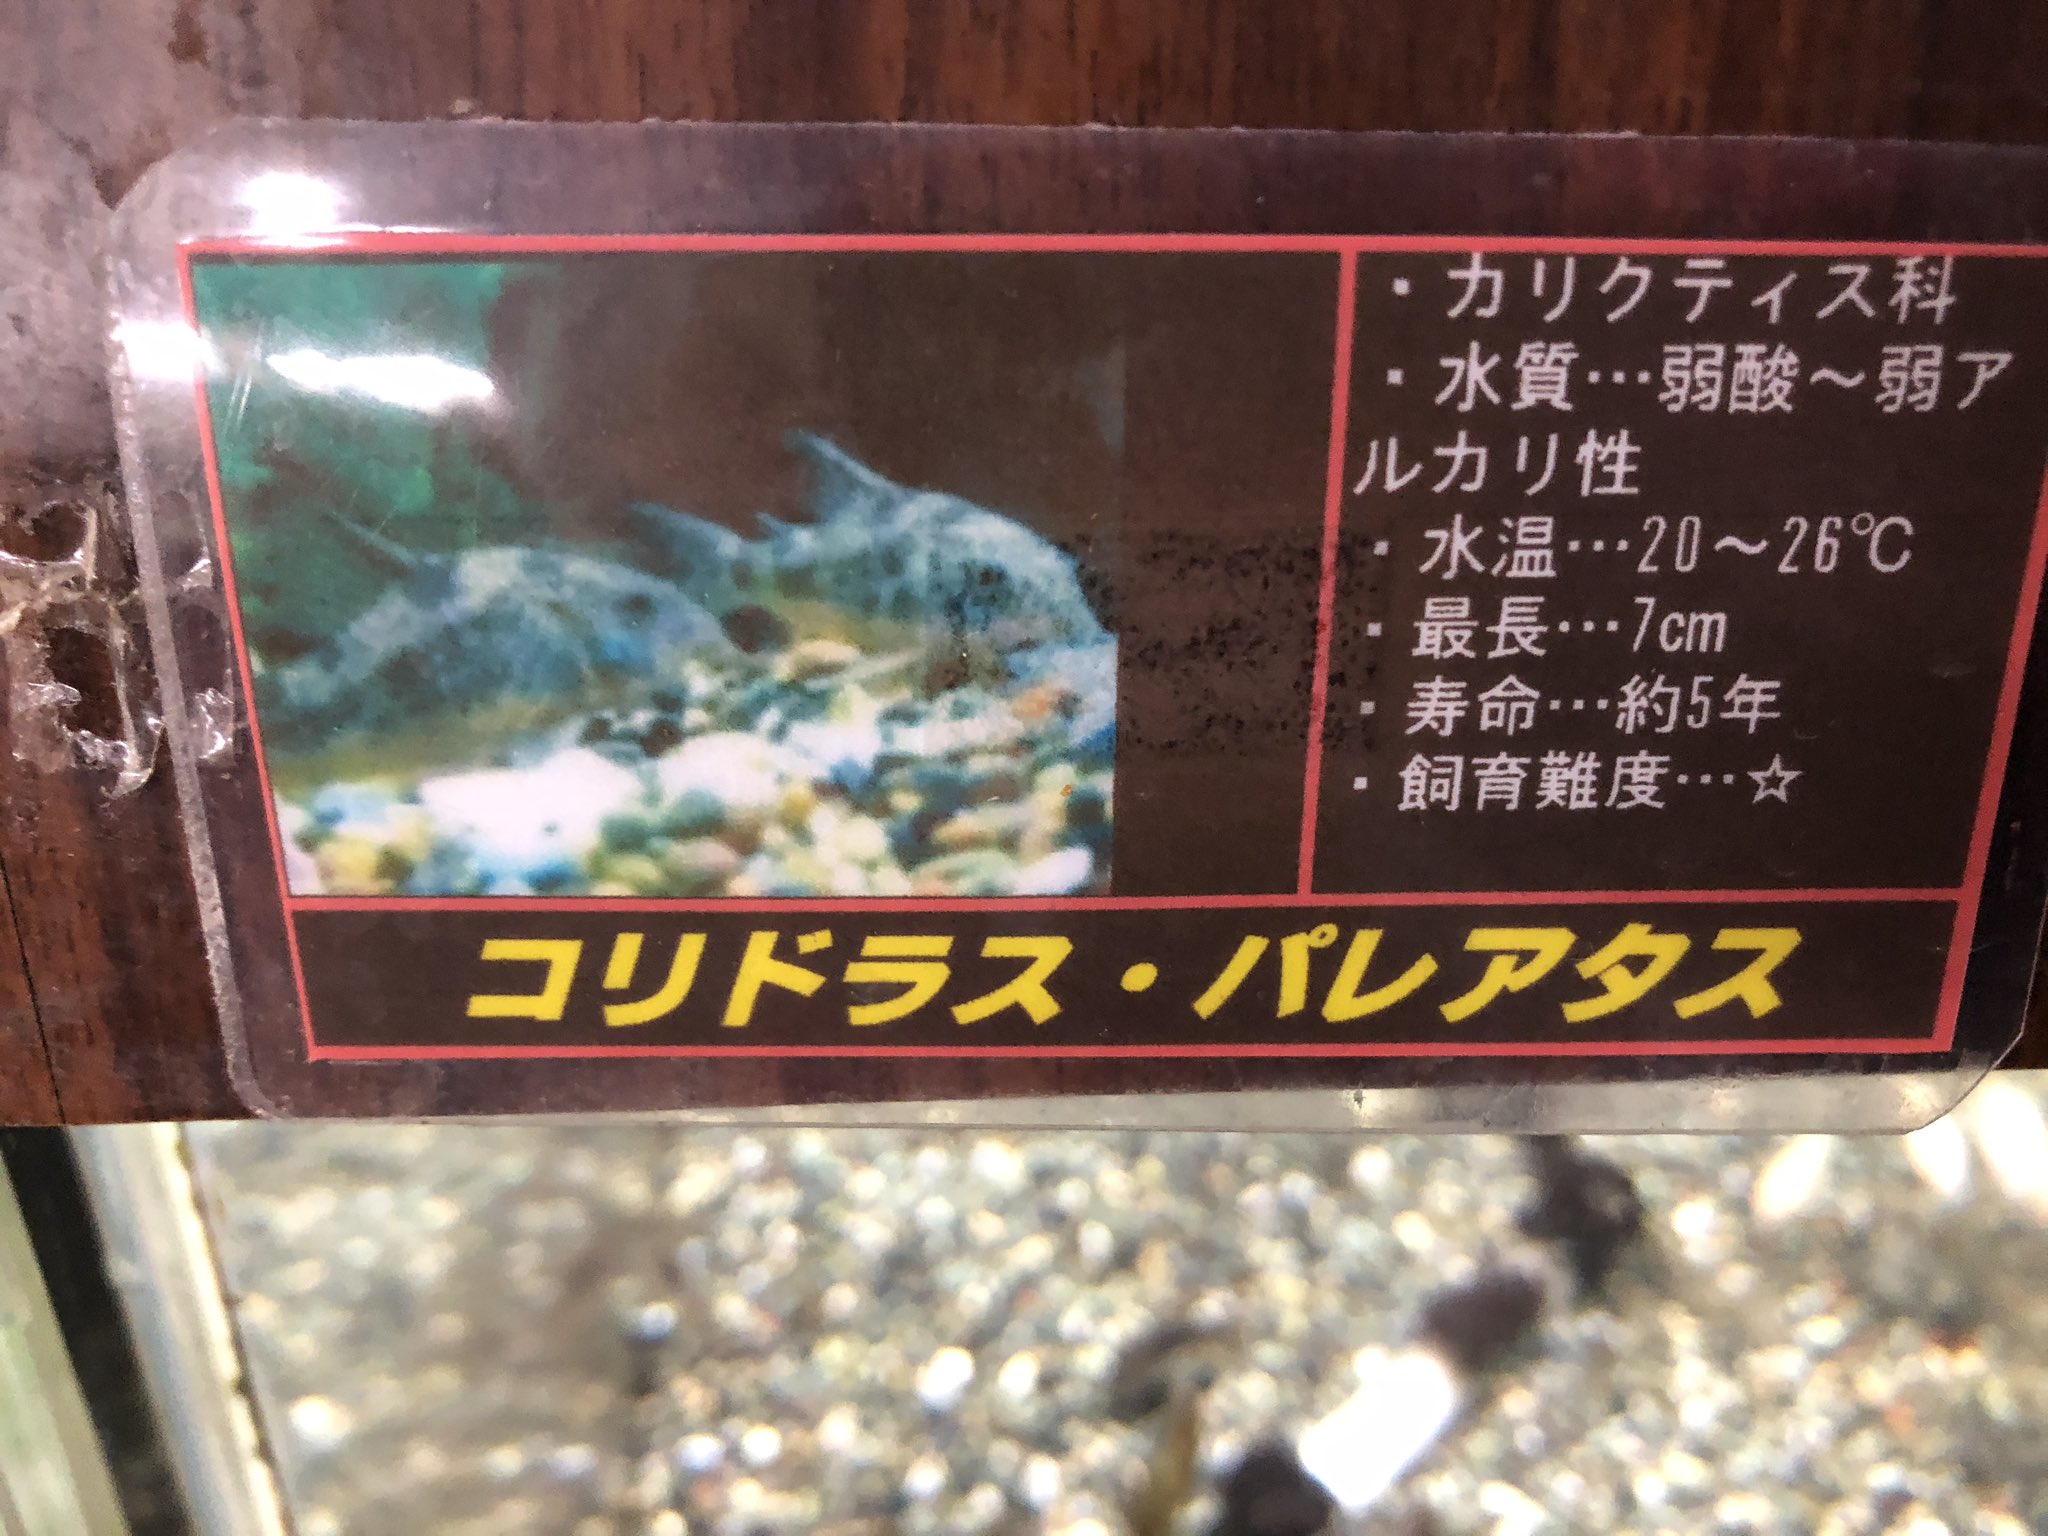 ・カリクティス科
・水質…弱酸～弱ア
ルカリ性
・水温…20～26℃
・最長…7cm
・寿命…約5年
・飼育難度…☆
コリドラス・パレアタス